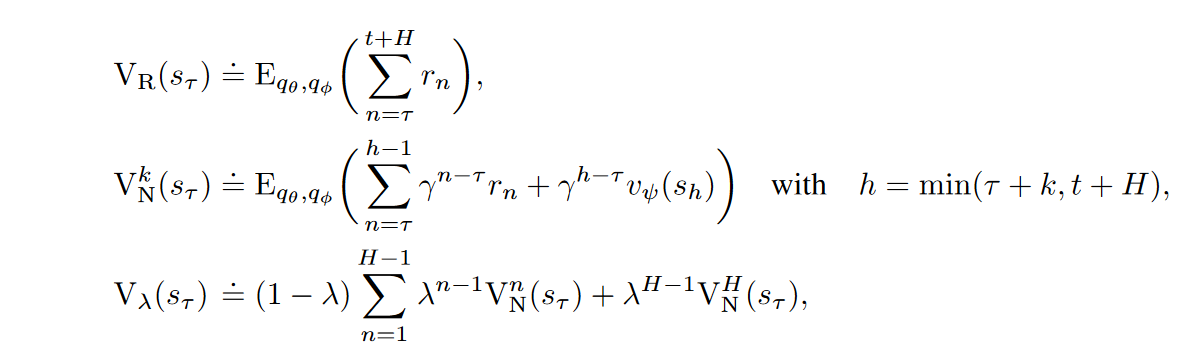 V_R(s_τ) ≐ E_{q_θ,q_φ}(∑_{n=τ}^{t+H} r_n),
V_N^k(s_τ) ≐ E_{q_θ,q_φ}(∑_{n=τ}^{h−1} γ^{n−τ} r_n + γ^{h−τ} v_ψ(s_h)) with h = min(τ + k, t + H),
V_λ(s_τ) ≐ (1 − λ) ∑_{n=1}^{H−1} λ^{n−1} V_N^n(s_τ) + λ^{H−1} V_N^H(s_τ),